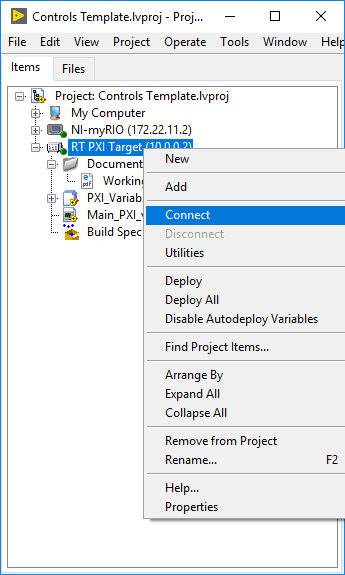 Controls Template.lvproj - Proj...
File Edit View Project Operate Tools Window H
Items Files
Project: Controls Template.lvproj
My Computer
NI-myRIO (172.22.11.2)
RT PXI Target (10.0.0.2)
Document
Working
PXI_Variab
Main_PXI_v
Build Spec
New
Add
Connect
Disconnect
Utilities
Deploy
Deploy All
Disable Autodeploy Variables
Find Project Items...
Arrange By
Expand All
Collapse All
Remove from Project
Rename... F2
Help...
Properties